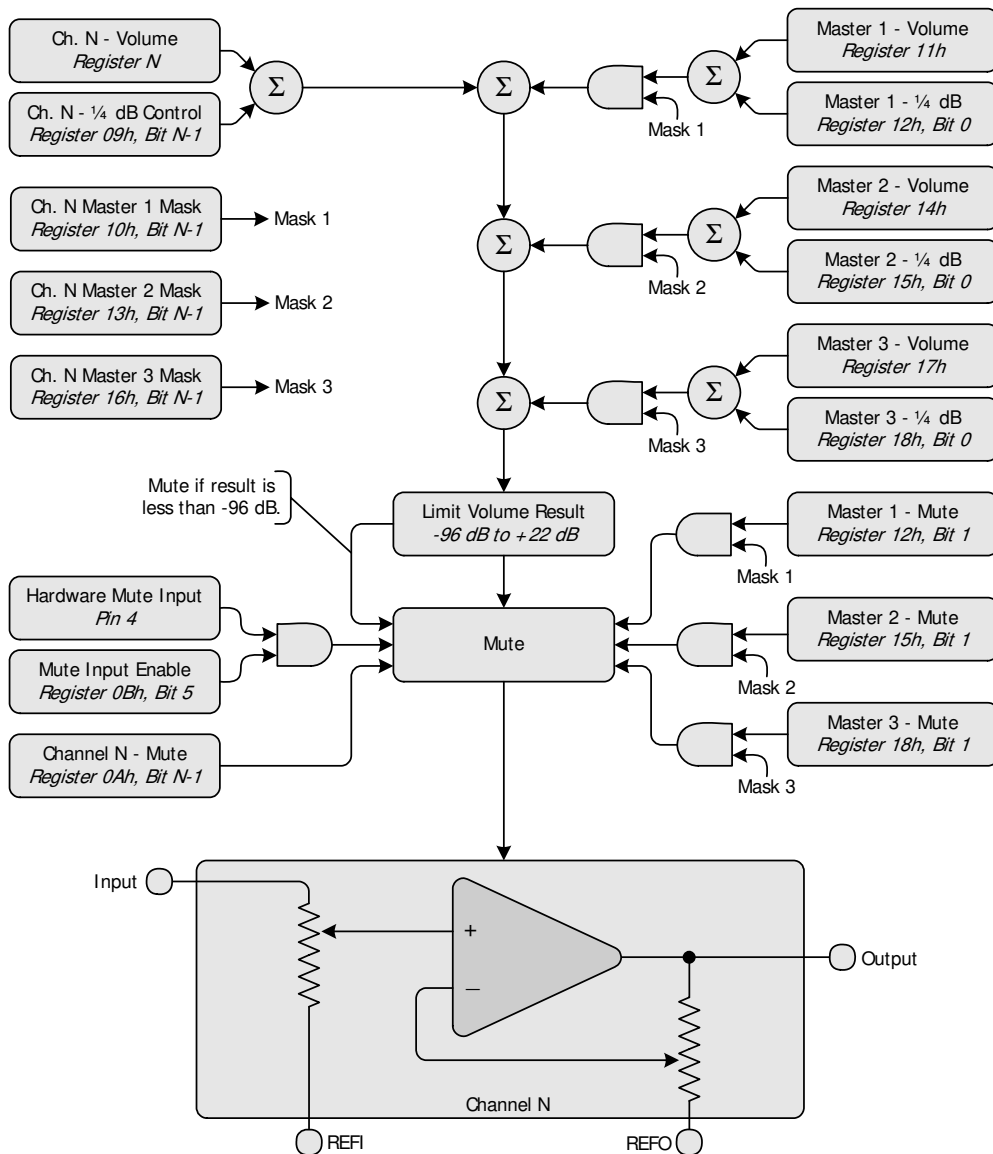 Ch. N - Volume
Register N
Ch. N - ¼ dB Control
Register 09h, Bit N-1
Σ
Σ
Σ
Master 1 - Volume
Register 11h
Master 1 - ¼ dB
Register 12h, Bit 0
Mask 1
Ch. N Master 1 Mask
Register 10h, Bit N-1
Mask 1
Ch. N Master 2 Mask
Register 13h, Bit N-1
Mask 2
Ch. N Master 3 Mask
Register 16h, Bit N-1
Mask 3
Σ
Σ
Master 2 - Volume
Register 14h
Master 2 - ¼ dB
Register 15h, Bit 0
Mask 2
Σ
Σ
Master 3 - Volume
Register 17h
Master 3 - ¼ dB
Register 18h, Bit 0
Mask 3
Mute if result is
less than -96 dB.
Limit Volume Result
-96 dB to +22 dB
Master 1 - Mute
Register 12h, Bit 1
Mask 1
Hardware Mute Input
Pin 4
Mute Input Enable
Register 0Bh, Bit 5
Channel N - Mute
Register 0Ah, Bit N-1
Mute
Master 2 - Mute
Register 15h, Bit 1
Mask 2
Master 3 - Mute
Register 18h, Bit 1
Mask 3
Input
+
−
Output
Channel N
REFI
REFO